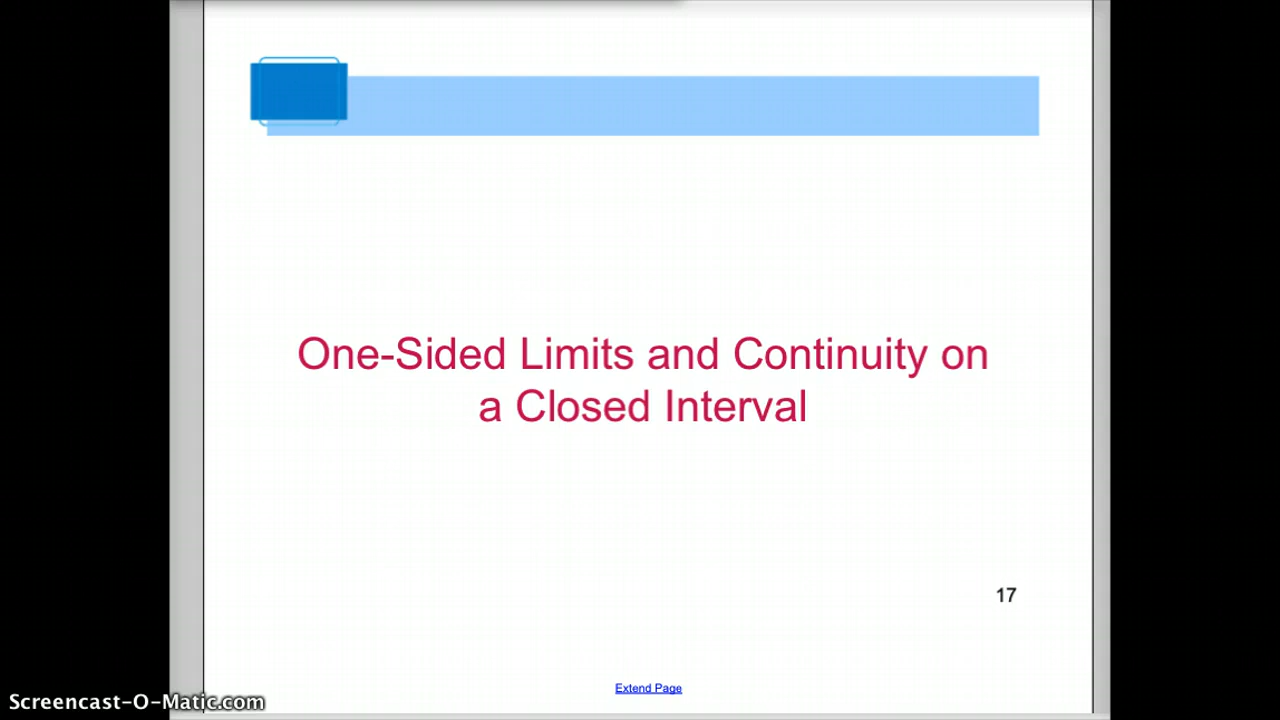 One-Sided Limits and Continuity on
a Closed Interval
17
Extend Page
Screencast-O-Matic.com